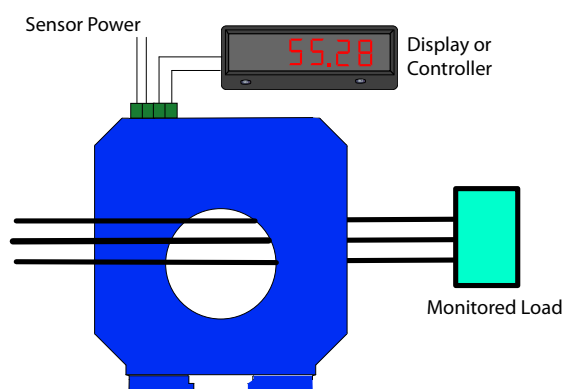 Sensor Power
55.28
Display or
Controller
Monitored Load